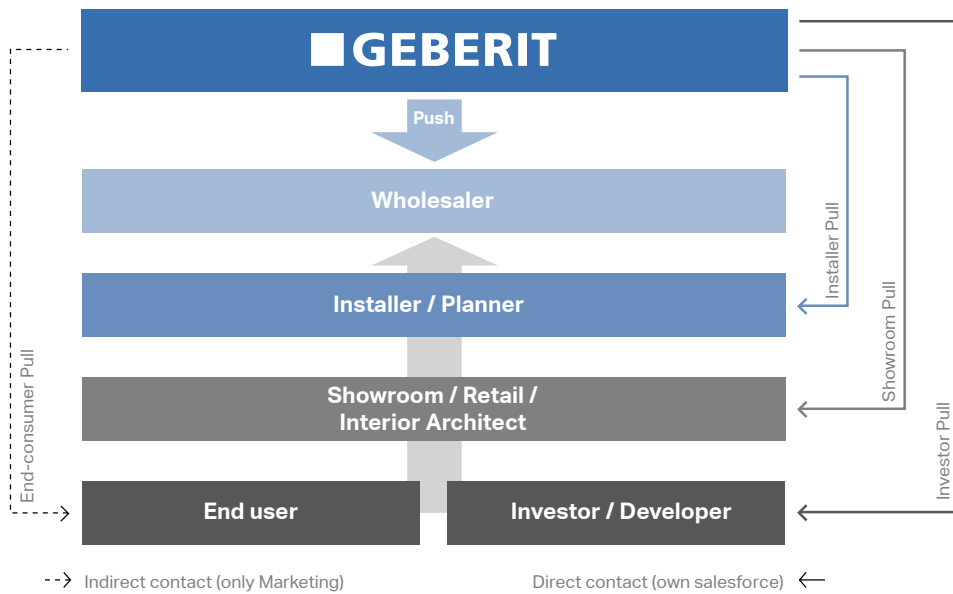 GEBERIT
Push
Wholesaler
Installer / Planner
Showroom / Retail /
Interior Architect
End user
Investor / Developer
End-consumer Pull
Installer Pull
Showroom Pull
Investor Pull
Indirect contact (only Marketing)
Direct contact (own salesforce)